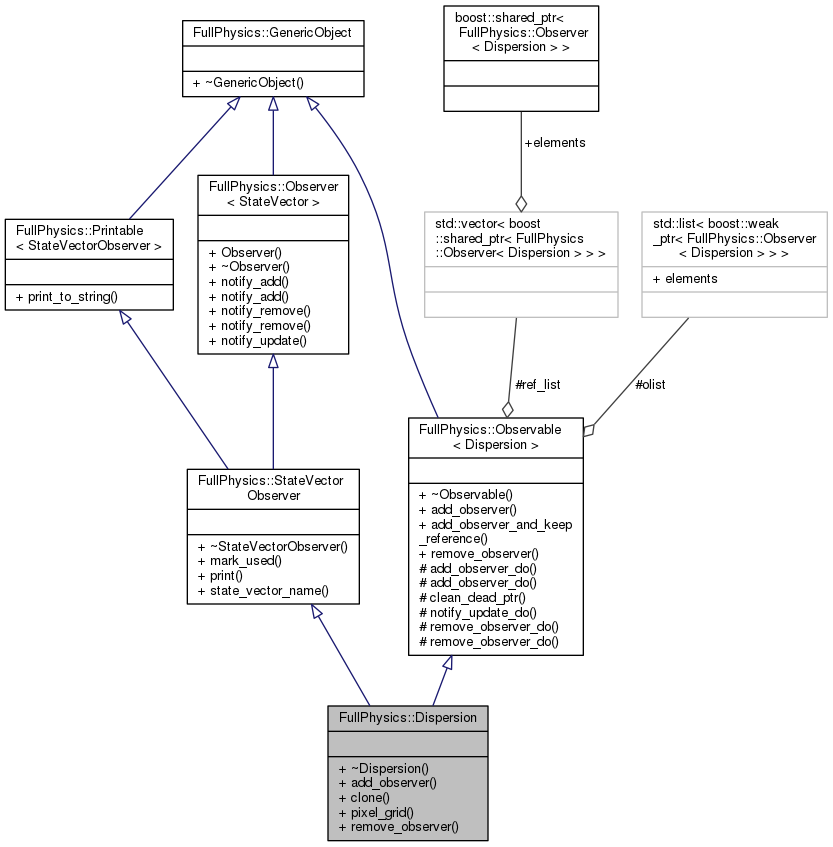 FullPhysics::GenericObject
+ ~GenericObject()
boost::shared_ptr<
FullPhysics::Observer
< Dispersion > >
+elements
FullPhysics::Printable
< StateVectorObserver >
+ print_to_string()
FullPhysics::Observer
< StateVector >
+ Observer()
+ ~Observer()
+ notify_add()
+ notify_add()
+ notify_remove()
+ notify_remove()
+ notify_update()
std::vector< boost
::shared_ptr< FullPhysics
::Observer< Dispersion > > >
std::list< boost::weak
_ptr< FullPhysics::Observer
< Dispersion > > >
+ elements
#ref_list
#olist
FullPhysics::StateVector
Observer
+ ~StateVectorObserver()
+ mark_used()
+ print()
+ state_vector_name()
FullPhysics::Observable
< Dispersion >
+ ~Observable()
+ add_observer()
+ add_observer_and_keep
_reference()
+ remove_observer()
# add_observer_do()
# add_observer_do()
# clean_dead_ptr()
# notify_update_do()
# remove_observer_do()
# remove_observer_do()
FullPhysics::Dispersion
+ ~Dispersion()
+ add_observer()
+ clone()
+ pixel_grid()
+ remove_observer()